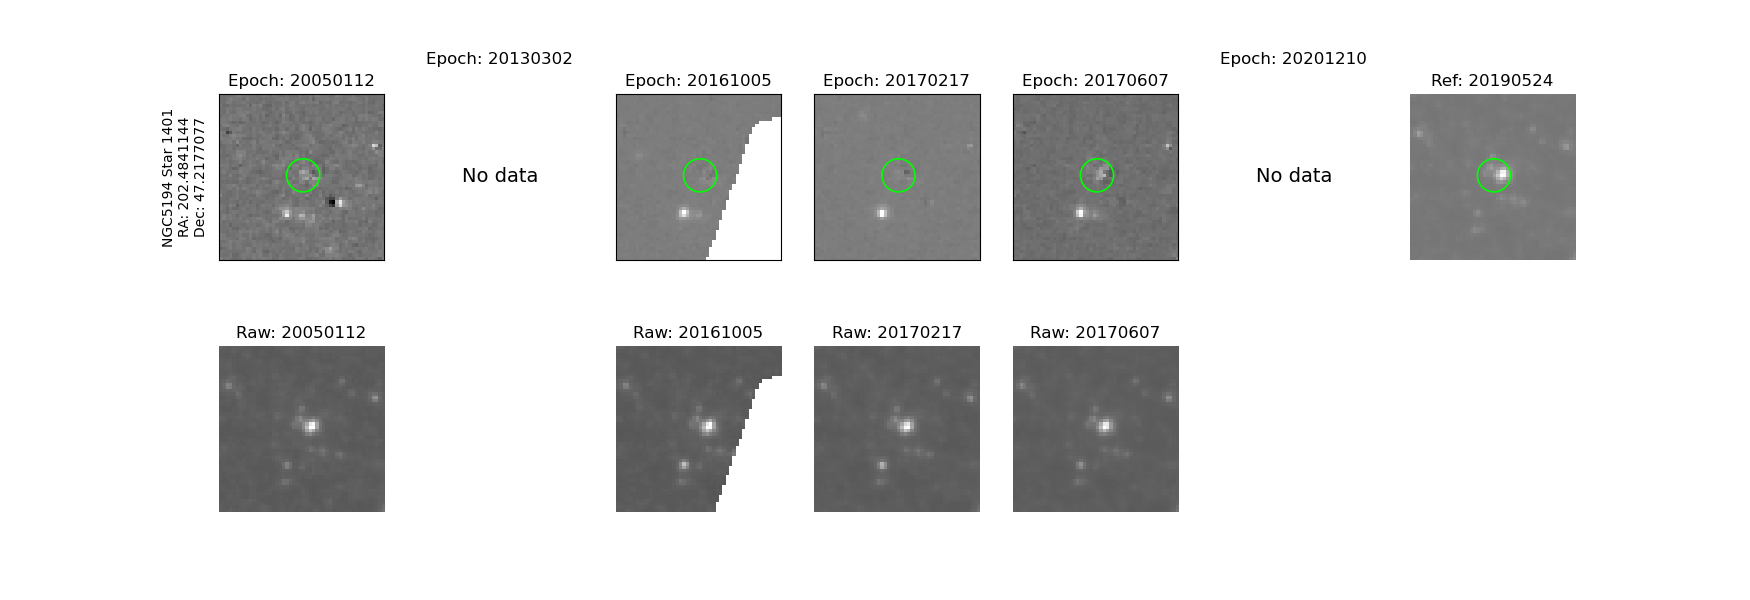 Epoch: 20130302
Epoch: 20201210
Epoch: 20050112
Epoch: 20161005
Epoch: 20170217
Epoch: 20170607
Ref: 20190524
NGC5194 Star 1401
RA: 202.4841144
Dec: 47.2177077
No data
No data
Raw: 20050112
Raw: 20161005
Raw: 20170217
Raw: 20170607